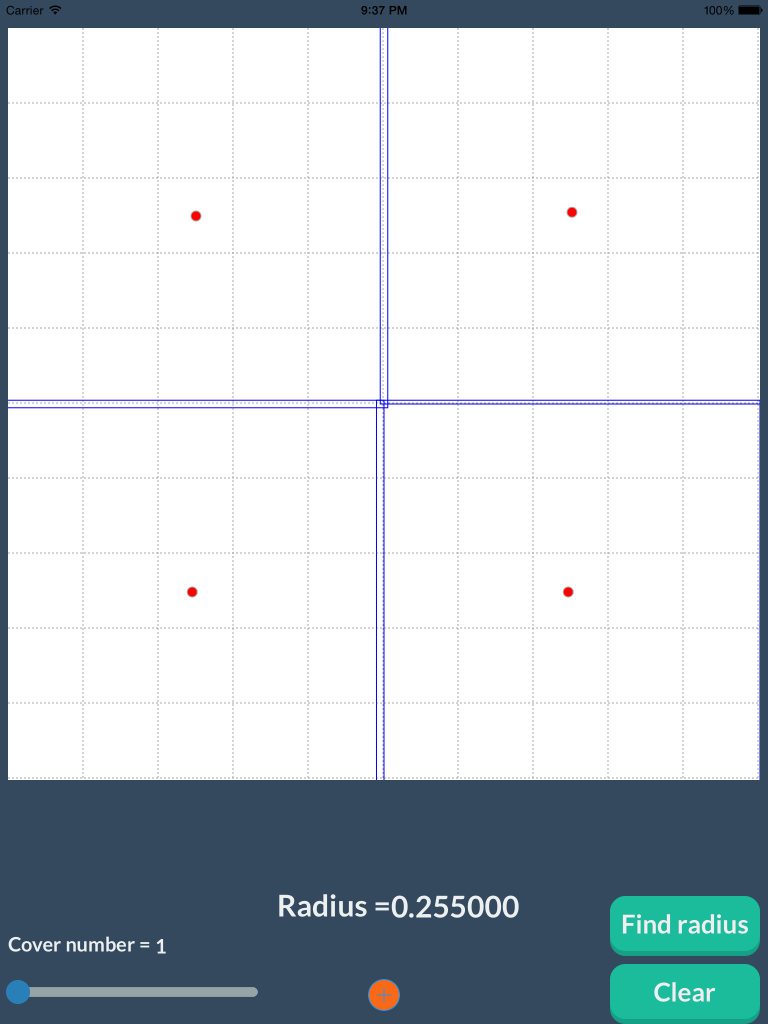 Carrier 9:37 PM 100%
Radius =0.255000
Find radius
Cover number = 1
Clear